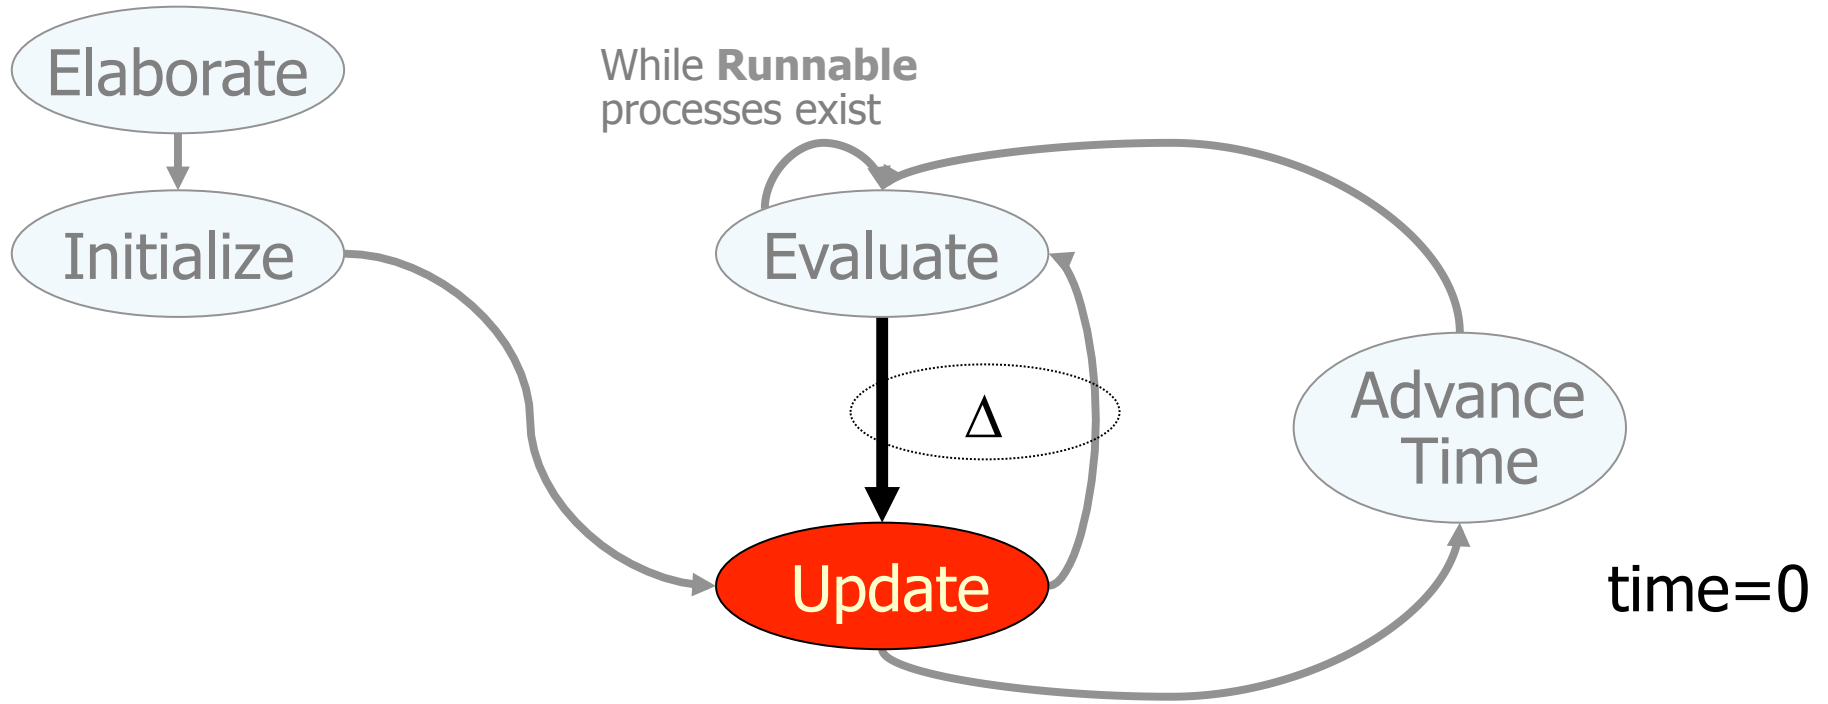 Elaborate
While Runnable
processes exist
Initialize
Evaluate
Δ
Advance
Time
Update
time=0